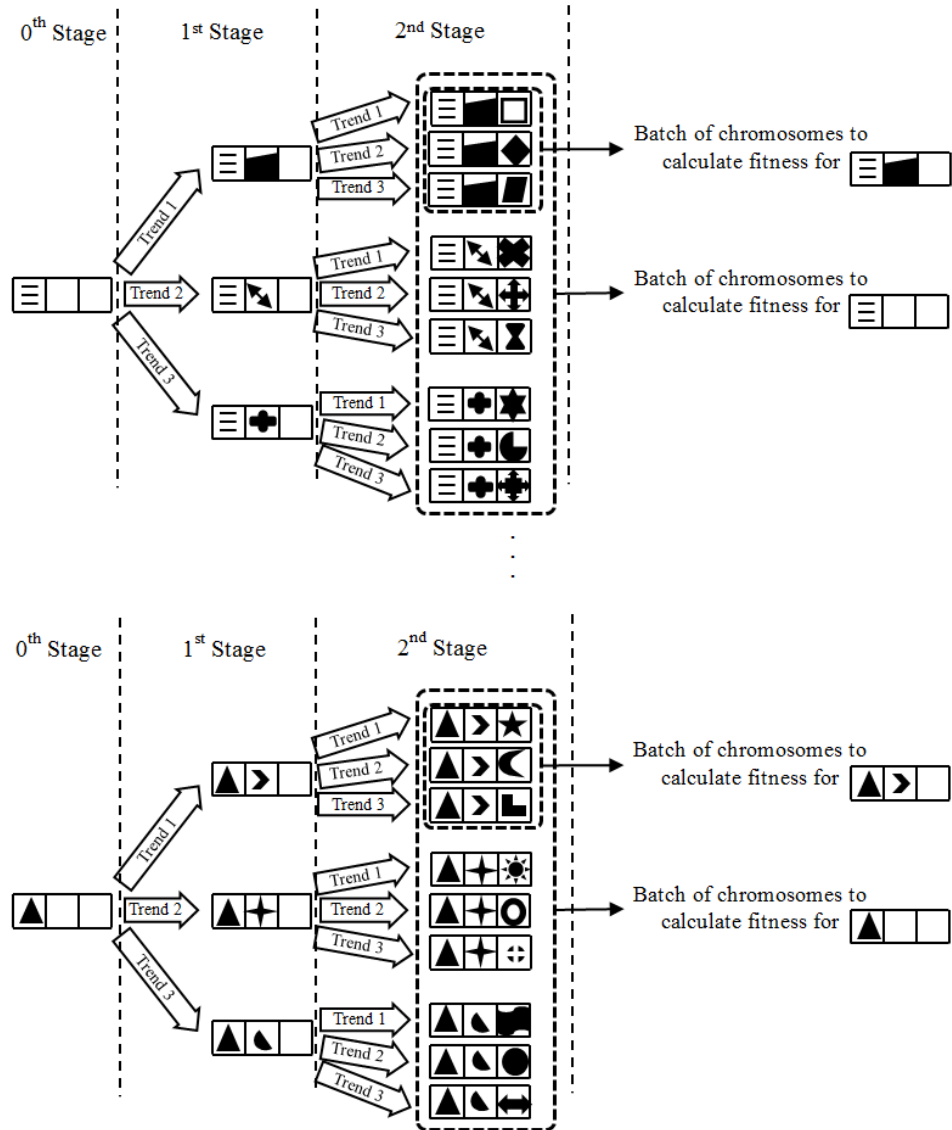 0th Stage
1st Stage
2nd Stage
Trend 1
Trend 2
Trend 3
Batch of chromosomes to
calculate fitness for
Trend 1
Trend 1
Trend 2
Trend 2
Trend 3
Batch of chromosomes to
calculate fitness for
Trend 3
Trend 1
Trend 2
Trend 3
0th Stage
1st Stage
2nd Stage
Trend 1
Trend 2
Trend 3
Batch of chromosomes to
calculate fitness for
Trend 1
Trend 1
Trend 2
Trend 2
Trend 3
Batch of chromosomes to
calculate fitness for
Trend 3
Trend 1
Trend 2
Trend 3